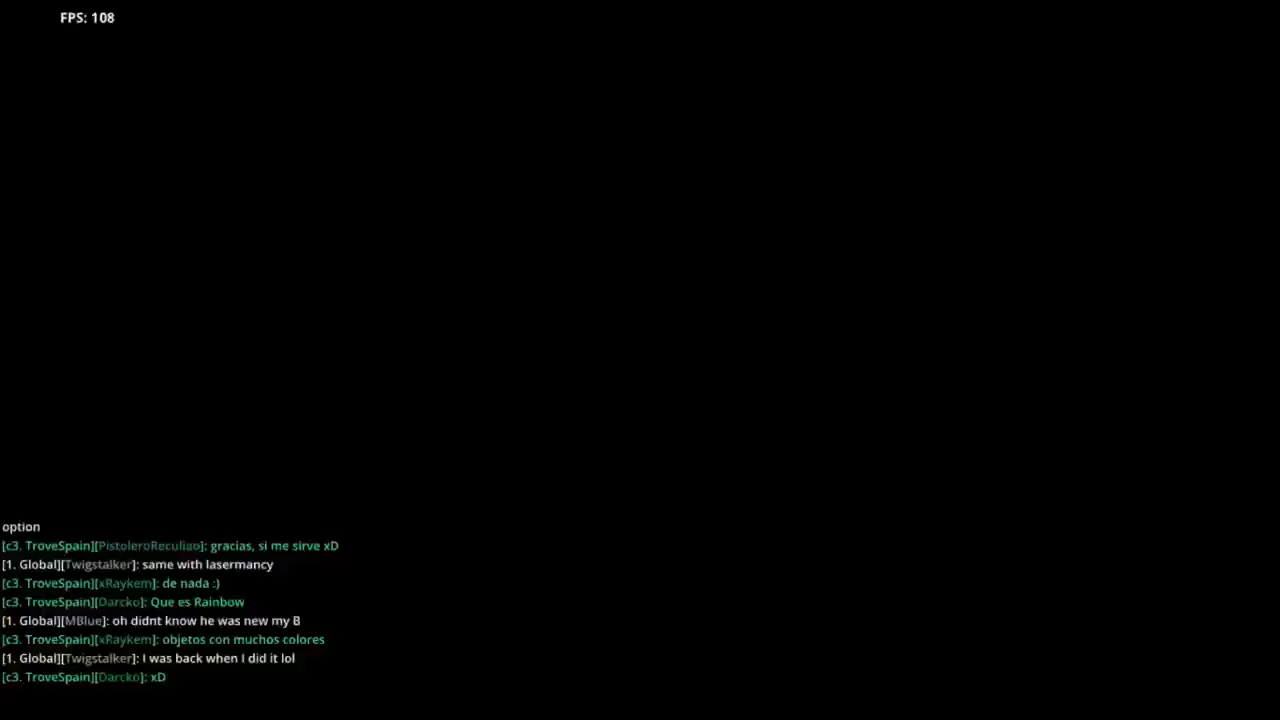 FPS: 108
option
[c3. TroveSpain][PistoleroReculiao]: gracias, si me sirve xD
[1. Global][Twigstalker]: same with lasermancy
[c3. TroveSpain][xRaykem]: de nada :)
[c3. TroveSpain][Darcko]: Que es Rainbow
[1. Global][MBlue]: oh didnt know he was new my B
[c3. TroveSpain][xRaykem]: objetos con muchos colores
[1. Global][Twigstalker]: I was back when I did it lol
[c3. TroveSpain][Darcko]: xD